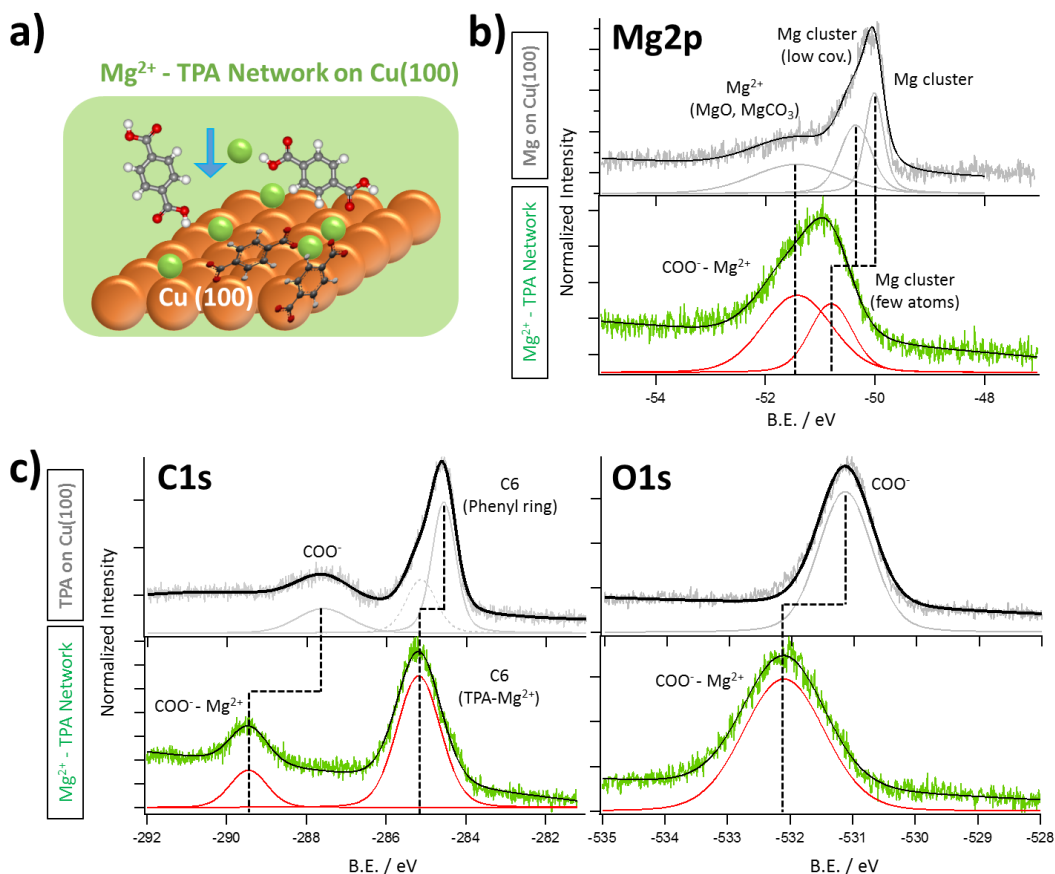 a)
Mg²⁺ - TPA Network on Cu(100)
Cu (100)
b)
Mg on Cu(100)
Mg²⁺ - TPA Network
Normalized Intensity
Mg2p
Mg cluster
(low cov.)
Mg cluster
Mg²⁺
(MgO, MgCO₃)
COO⁻ - Mg²⁺
Mg cluster
(few atoms)
-54
-52
-50
-48
B.E. / eV
c)
TPA on Cu(100)
Mg²⁺ - TPA Network
Normalized Intensity
C1s
C6
(Phenyl ring)
COO⁻
COO⁻ - Mg²⁺
C6
(TPA-Mg²⁺)
-292
-290
-288
-286
-284
-282
B.E. / eV
O1s
COO⁻
COO⁻ - Mg²⁺
-535
-534
-533
-532
-531
-530
-529
-528
B.E. / eV